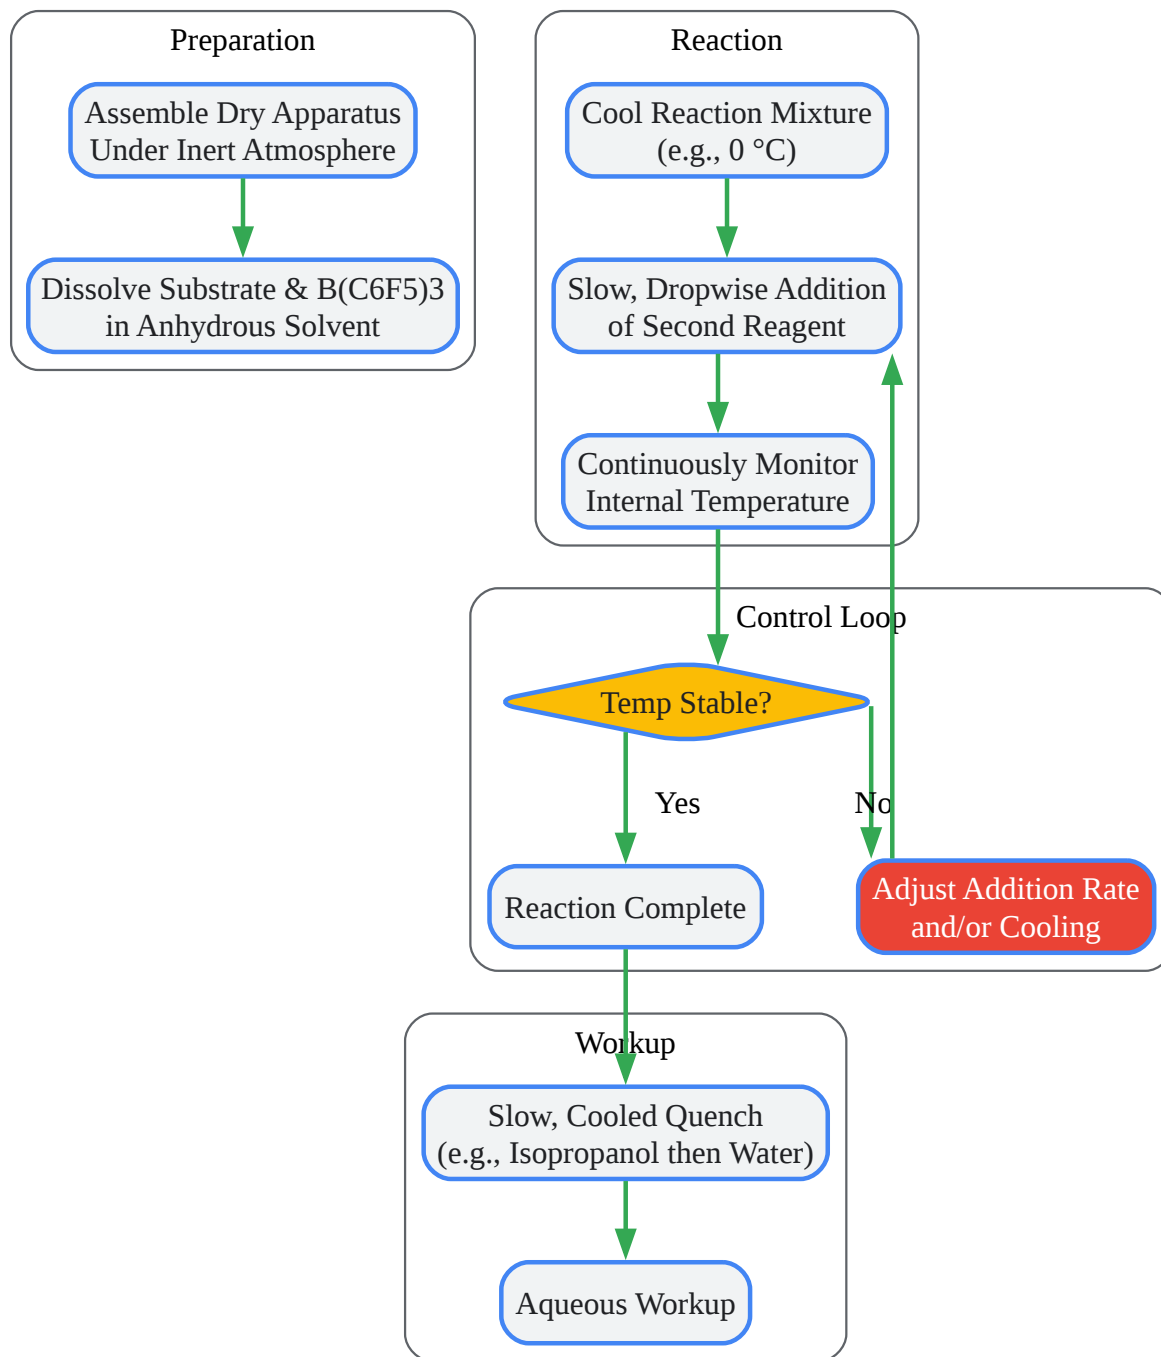 Preparation
Assemble Dry Apparatus
Under Inert Atmosphere
Dissolve Substrate & B(C6F5)3
in Anhydrous Solvent
Reaction
Cool Reaction Mixture
(e.g., 0 °C)
Slow, Dropwise Addition
of Second Reagent
Continuously Monitor
Internal Temperature
Control Loop
Temp Stable?
Yes
No
Reaction Complete
Adjust Addition Rate
and/or Cooling
Workup
Slow, Cooled Quench
(e.g., Isopropanol then Water)
Aqueous Workup